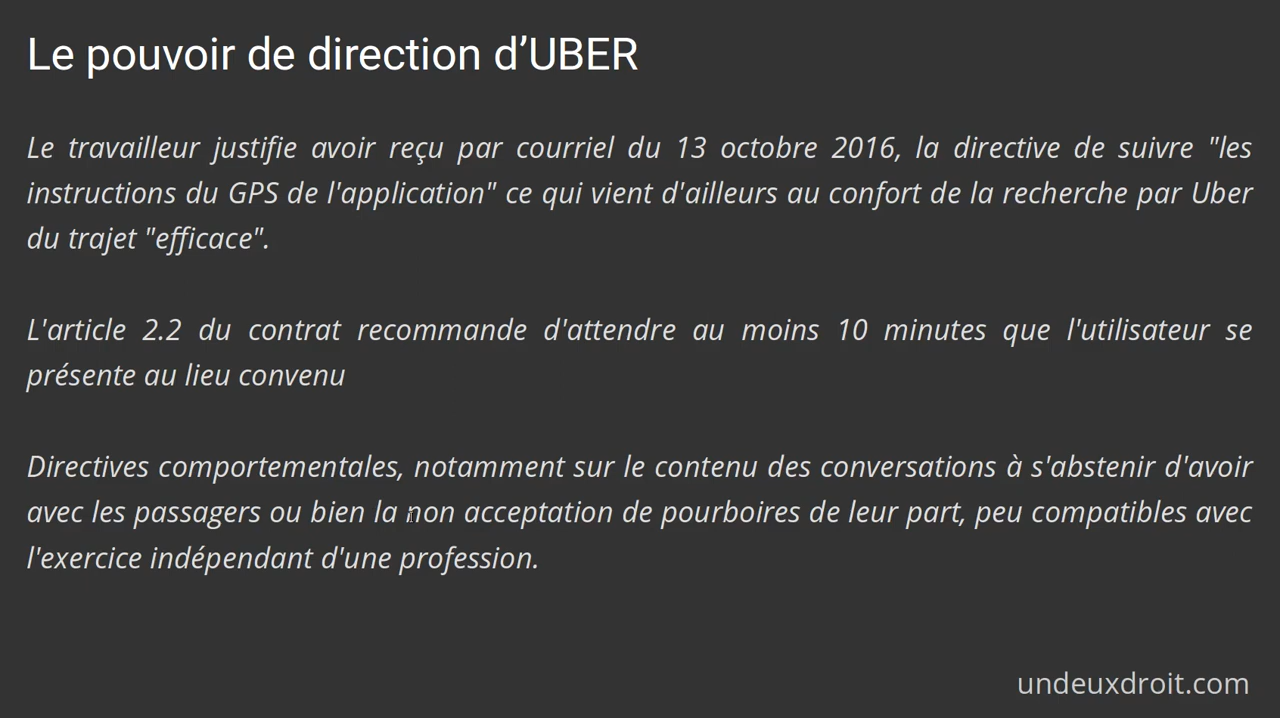 Le pouvoir de direction d’UBER
Le travailleur justifie avoir reçu par courriel du 13 octobre 2016, la directive de suivre "les
instructions du GPS de l'application" ce qui vient d'ailleurs au confort de la recherche par Uber
du trajet "efficace".
L'article 2.2 du contrat recommande d'attendre au moins 10 minutes que l'utilisateur se
présente au lieu convenu
Directives comportementales, notamment sur le contenu des conversations à s'abstenir d'avoir
avec les passagers ou bien la non acceptation de pourboires de leur part, peu compatibles avec
l'exercice indépendant d'une profession.
undeuxdroit.com